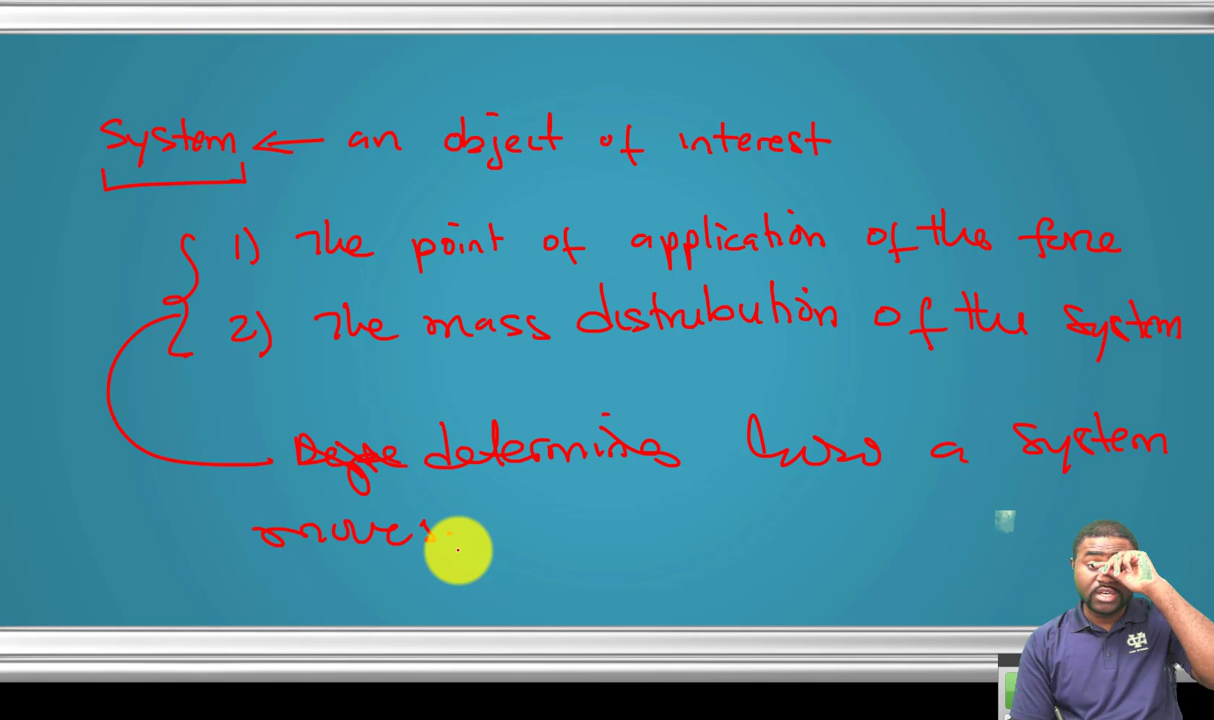 System ← an object of interest
1) The point of application of the force
2) The mass distribution of the system
determines how a system
moves.